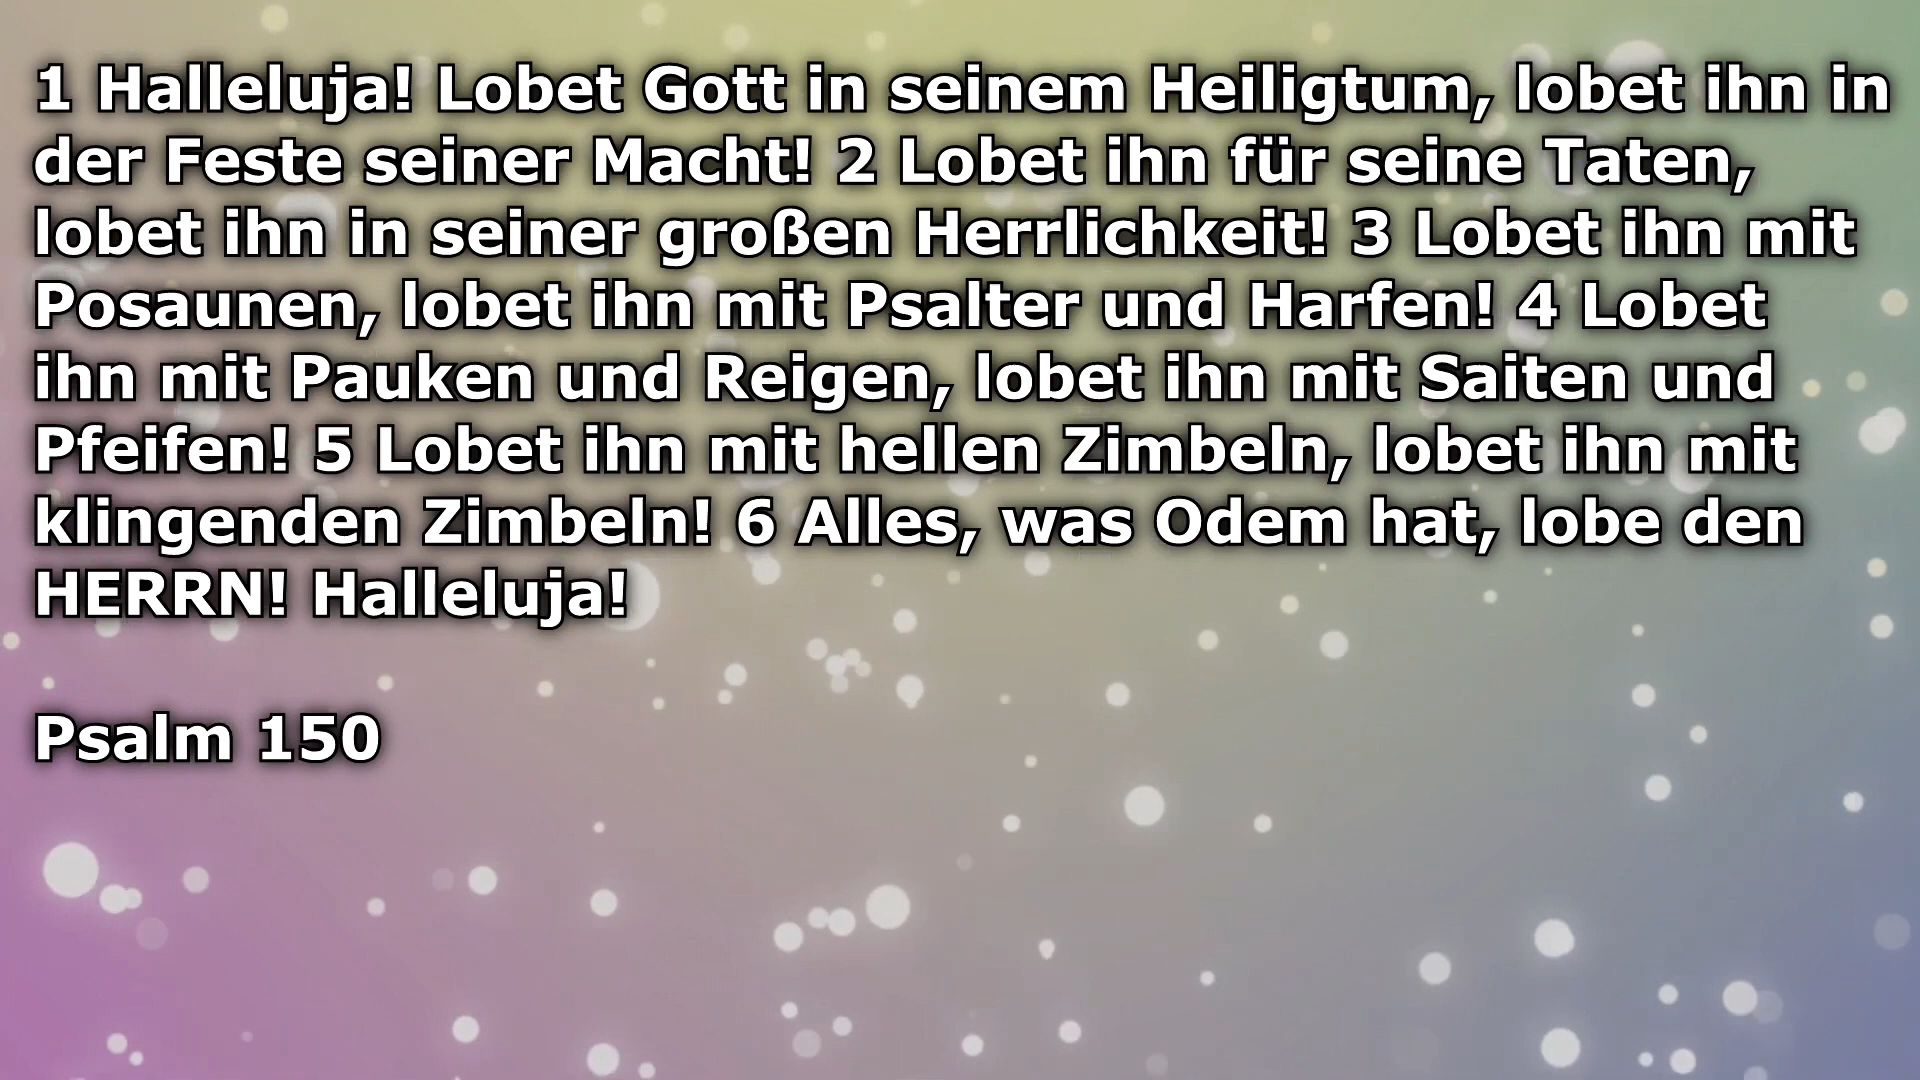 1 Halleluja! Lobet Gott in seinem Heiligtum, lobet ihn in
der Feste seiner Macht! 2 Lobet ihn für seine Taten,
lobet ihn in seiner großen Herrlichkeit! 3 Lobet ihn mit
Posaunen, lobet ihn mit Psalter und Harfen! 4 Lobet
ihn mit Pauken und Reigen, lobet ihn mit Saiten und
Pfeifen! 5 Lobet ihn mit hellen Zimbeln, lobet ihn mit
klingenden Zimbeln! 6 Alles, was Odem hat, lobe den
HERRN! Halleluja!
Psalm 150